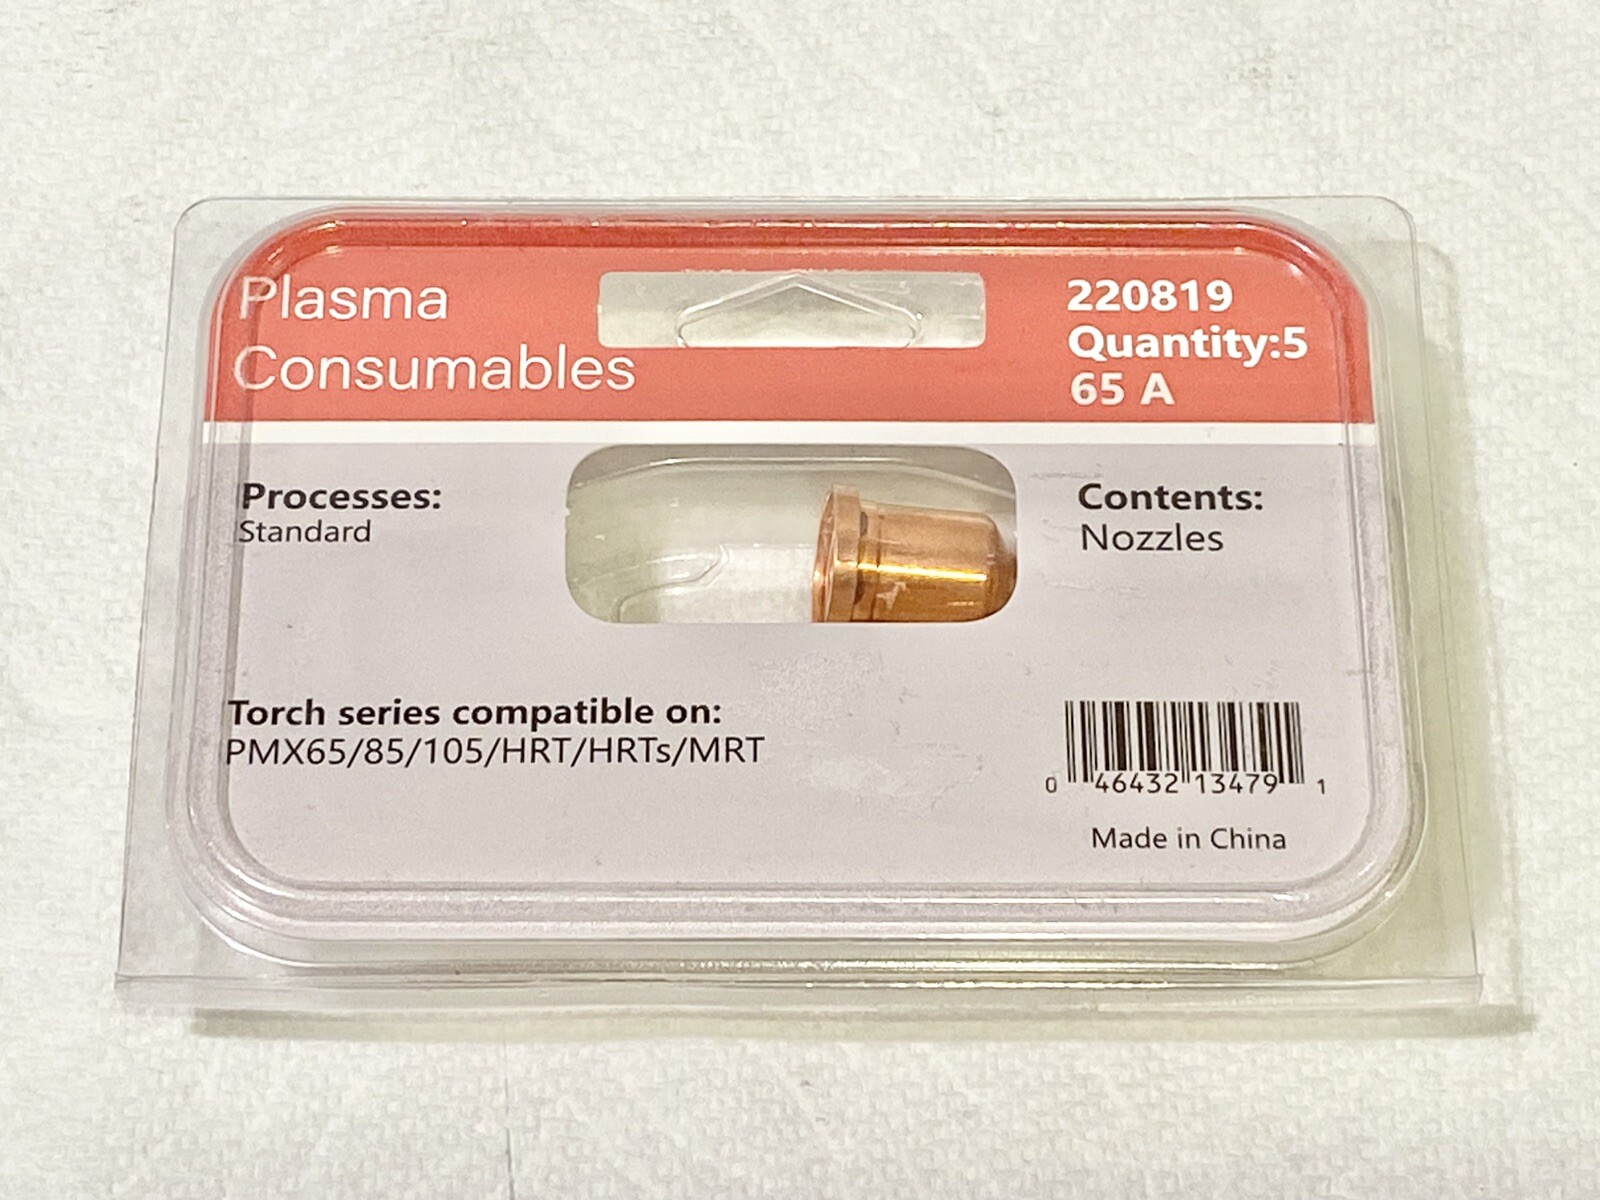 Plasma
Consumables
220819
Quantity:5
65 A
Processes:
Standard
Contents:
Nozzles
Torch series compatible on:
PMX65/85/105/HRT/HRTs/MRT
0 46432 13479 1
Made in China